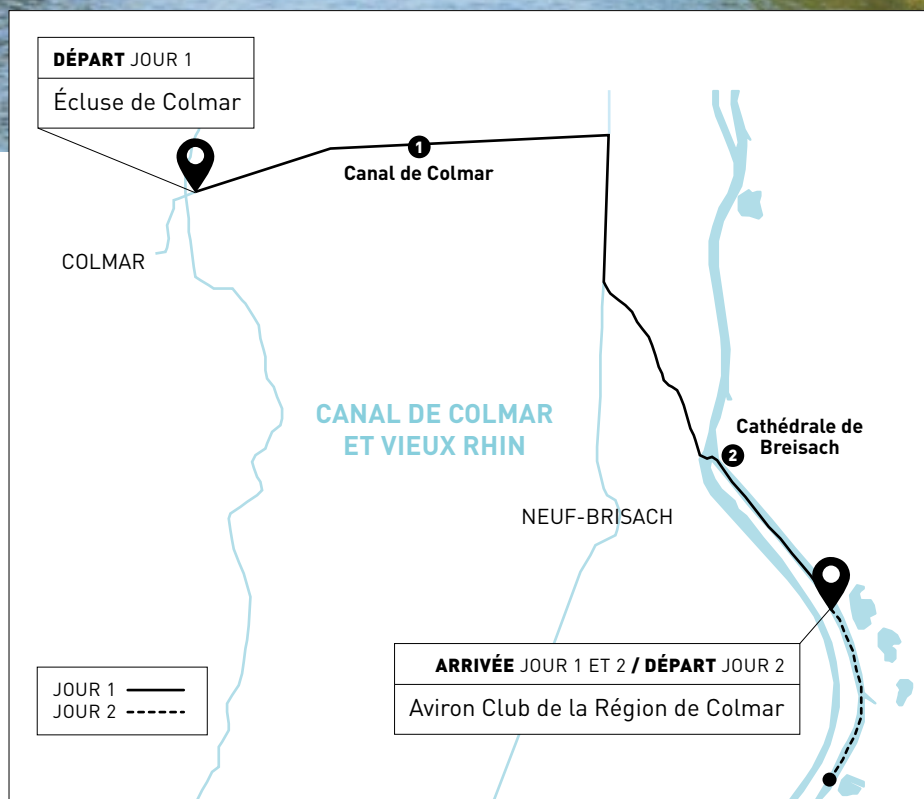 DÉPART JOUR 1
Écluse de Colmar
1
Canal de Colmar
COLMAR
CANAL DE COLMAR
ET VIEUX RHIN
2
Cathédrale de
Breisach
NEUF-BRISACH
ARRIVÉE JOUR 1 ET 2 / DÉPART JOUR 2
Aviron Club de la Région de Colmar
JOUR 1
JOUR 2